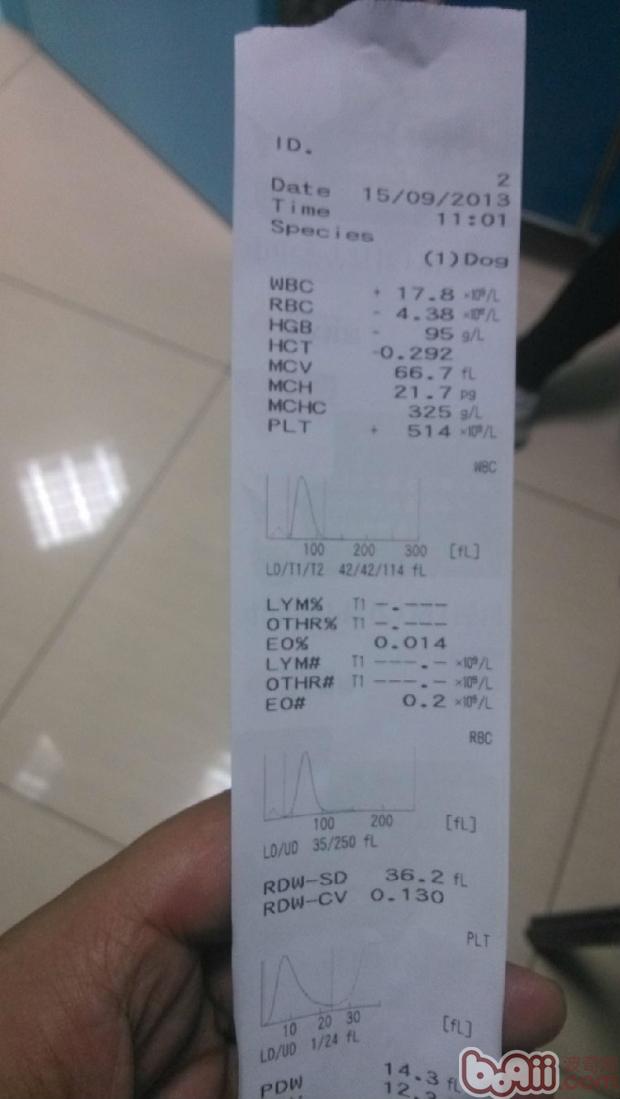 ID.
2
Date 15/09/2013
Time 11:01
Species
(1)Dog
WBC + 17.8 ×10⁹/L
RBC - 4.38 ×10¹²/L
HGB - 95 g/L
HCT -0.292
MCV 66.7 fL
MCH 21.7 pg
MCHC 325 g/L
PLT + 514 ×10⁹/L
WBC
100 200 300 [fL]
LD/T1/T2 42/42/114 fL
LYM% T1 --.---
OTHR% T1 --.---
EO% 0.014
LYM# T1 ---.- ×10⁹/L
OTHR# T1 ---.- ×10⁹/L
EO# 0.2 ×10⁹/L
RBC
100 200 [fL]
LD/UD 35/250 fL
RDW-SD 36.2 fL
RDW-CV 0.130
PLT
10 20 30 [fL]
LD/UD 1/24 fL
PDW 14.3 fL
12.3
boqii.com